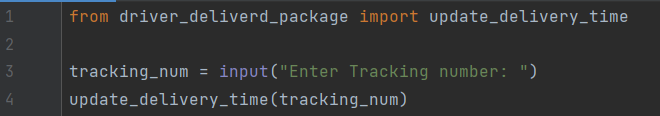 1 from driver_deliverd_package import update_delivery_time
2
3 tracking_num = input("Enter Tracking number: ")
4 update_delivery_time(tracking_num)